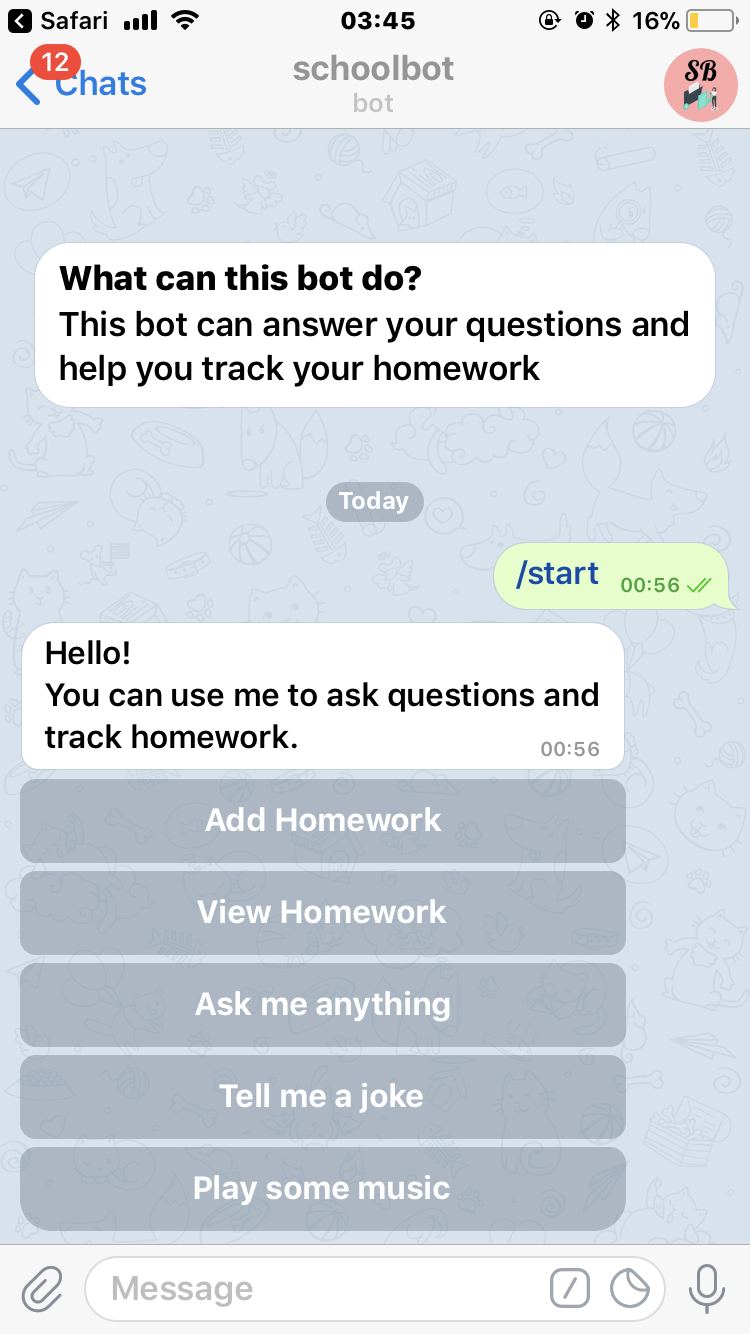 Safari 03:45 16%
12
Chats
schoolbot
bot
SB
What can this bot do?
This bot can answer your questions and
help you track your homework
Today
/start 00:56
Hello!
You can use me to ask questions and
track homework.
00:56
Add Homework
View Homework
Ask me anything
Tell me a joke
Play some music
Message